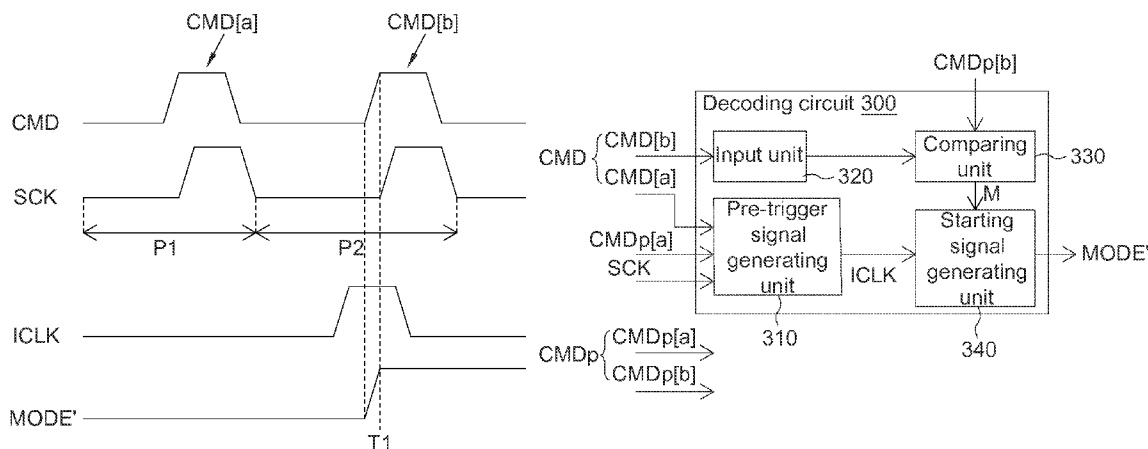 CMD[a]
CMD[b]
CMD
SCK
P1
P2
ICLK
MODE'
T1
CMDp[b]
Decoding circuit 300
CMD
CMD[b]
CMD[a]
Input unit
320
Comparing
unit
330
M
CMDp[a]
SCK
Pre-trigger
signal
generating
unit
310
ICLK
Starting
signal
generating
unit
340
MODE'
CMDp
CMDp[a]
CMDp[b]